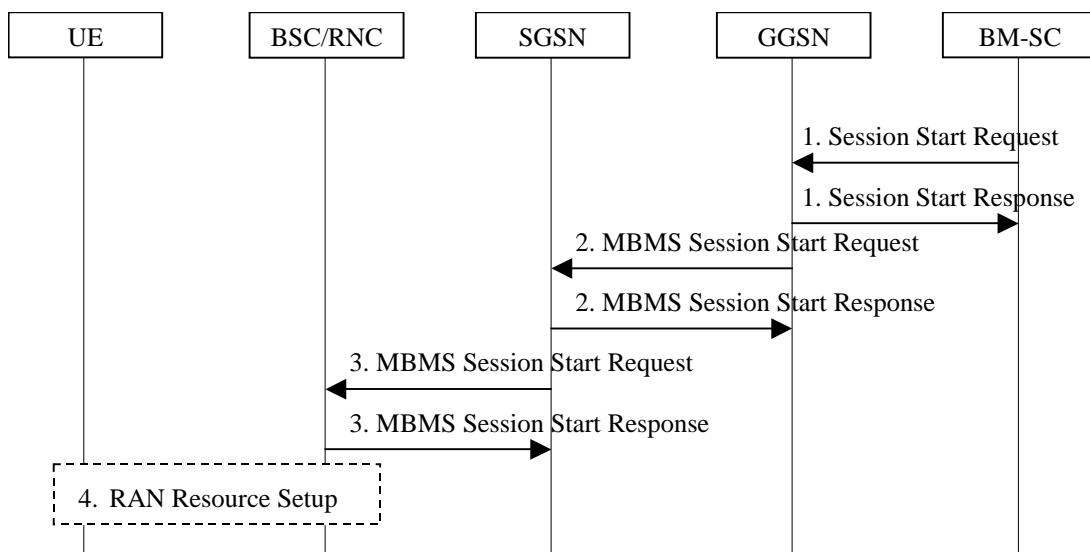 UE
BSC/RNC
SGSN
GGSN
BM-SC
1. Session Start Request
1. Session Start Response
2. MBMS Session Start Request
2. MBMS Session Start Response
3. MBMS Session Start Request
3. MBMS Session Start Response
4. RAN Resource Setup